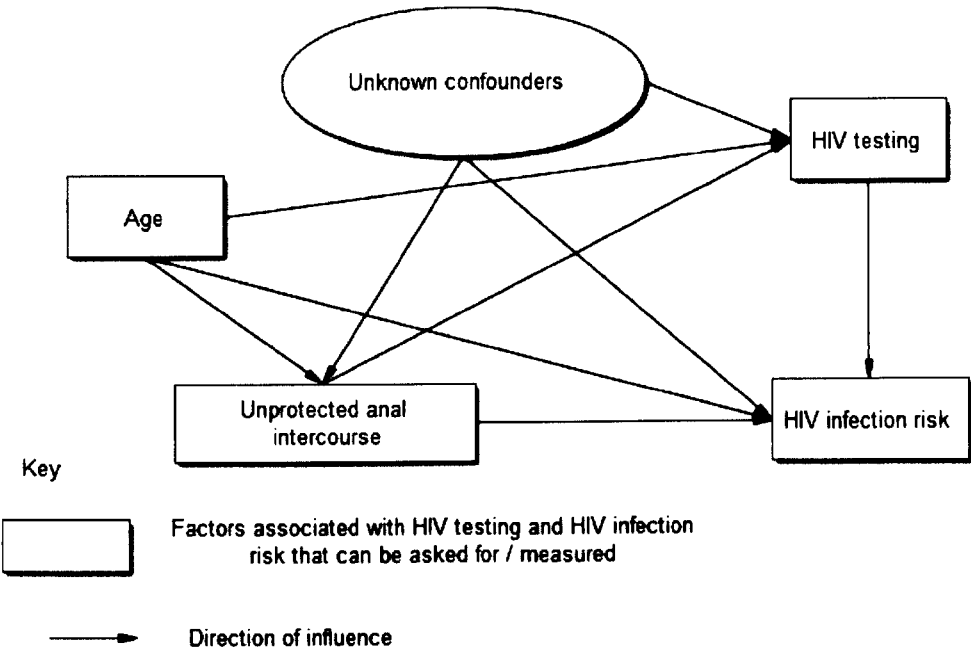 Unknown confounders
HIV testing
Age
Unprotected anal
intercourse
HIV infection risk
Key
Factors associated with HIV testing and HIV infection
risk that can be asked for / measured
Direction of influence